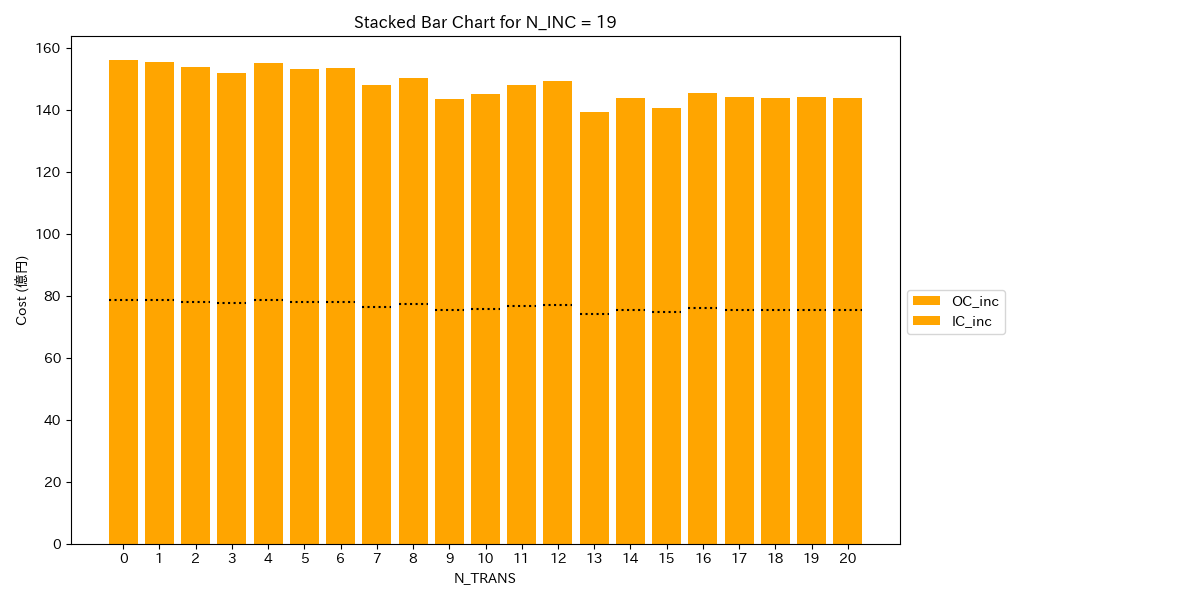 Stacked Bar Chart for N_INC = 19
Cost (億円)
160
140
120
100
80
60
40
20
0
0 1 2 3 4 5 6 7 8 9 10 11 12 13 14 15 16 17 18 19 20
N_TRANS
OC_inc
IC_inc